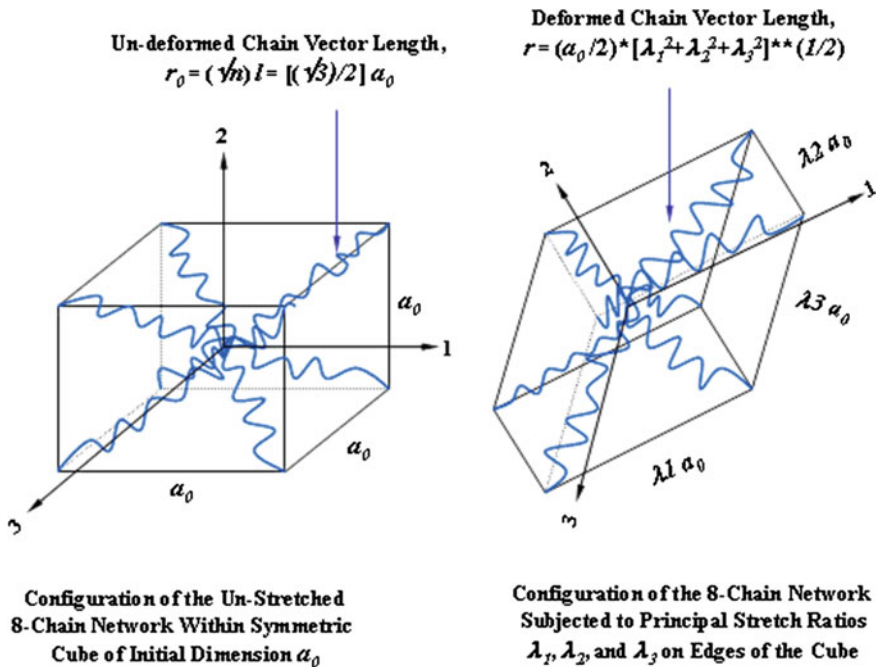 Un-deformed Chain Vector Length,
r₀ = (√n) l = [(√3)/2] a₀
2
a₀
1
a₀
a₀
3
Configuration of the Un-Stretched
8-Chain Network Within Symmetric
Cube of Initial Dimension a₀
Deformed Chain Vector Length,
r = (a₀/2)*[λ₁²+λ₂²+λ₃²]**(1/2)
2
λ2 a₀
1
λ3 a₀
λ1 a₀
3
Configuration of the 8-Chain Network
Subjected to Principal Stretch Ratios
λ₁, λ₂, and λ₃ on Edges of the Cube